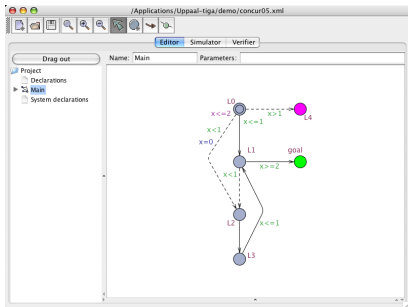 /Applications/Uppaal-tiga/demo/concur05.xml
Editor Simulator Verifier
Drag out
Name: Main Parameters:
Project
Declarations
Main
System declarations
L0
x<=2
x>1
L4
x<=1
x<1
x=0
L1
goal
x>=2
x<1
x<=1
L2
L3